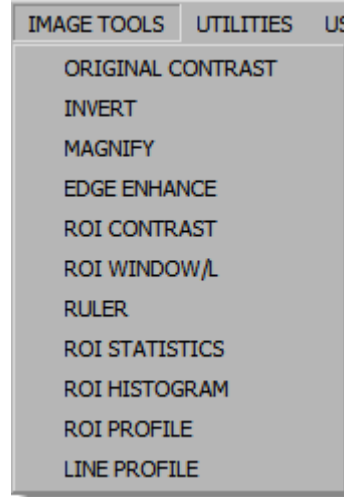 IMAGE TOOLS UTILITIES US
ORIGINAL CONTRAST
INVERT
MAGNIFY
EDGE ENHANCE
ROI CONTRAST
ROI WINDOW/L
RULER
ROI STATISTICS
ROI HISTOGRAM
ROI PROFILE
LINE PROFILE